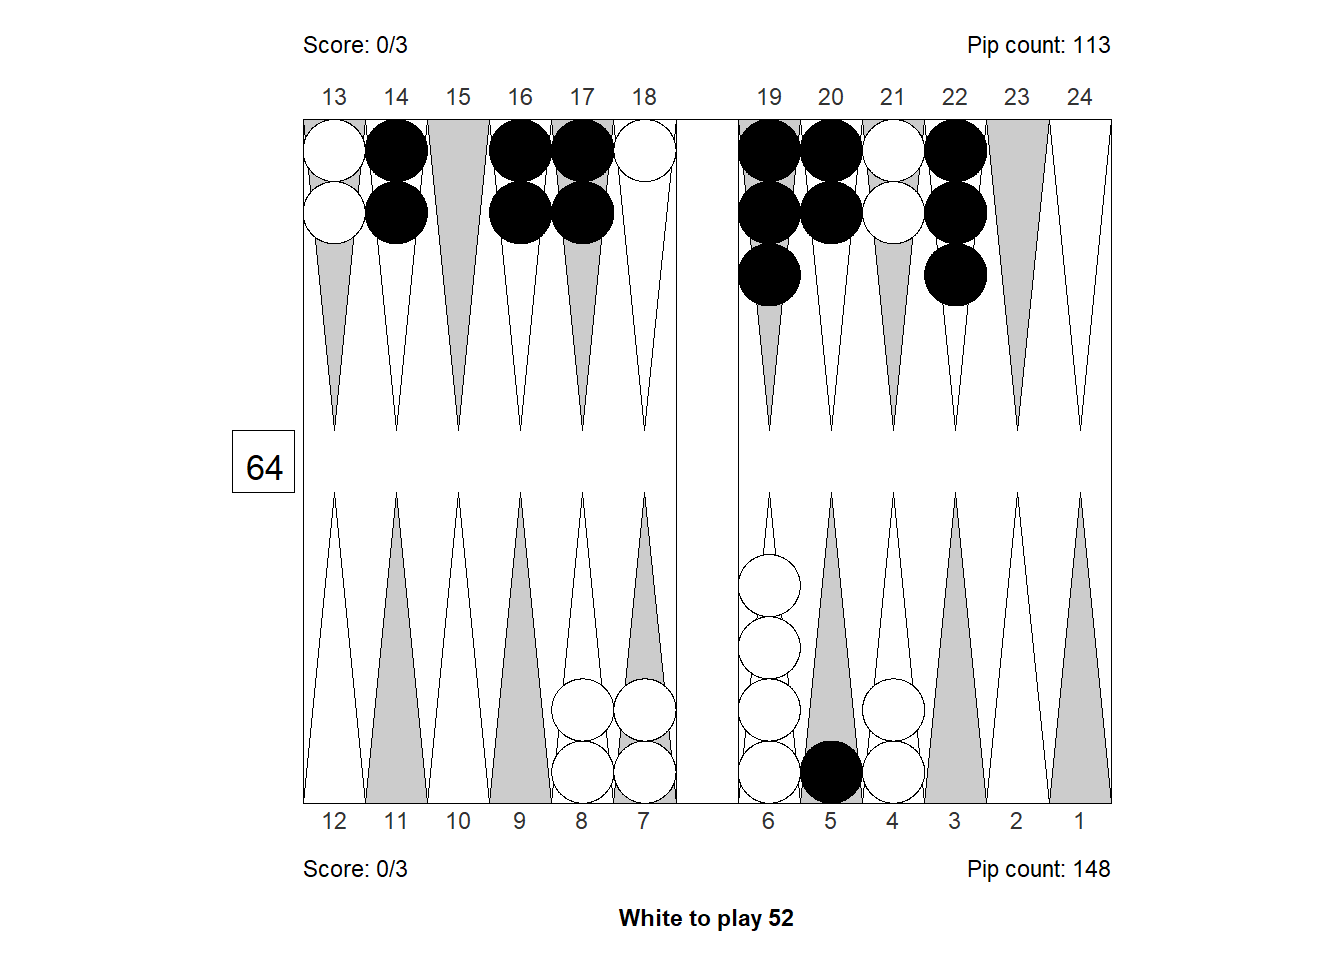 Score: 0/3 Pip count: 113
13 14 15 16 17 18 19 20 21 22 23 24
64
12 11 10 9 8 7 6 5 4 3 2 1
Score: 0/3 Pip count: 148
White to play 52